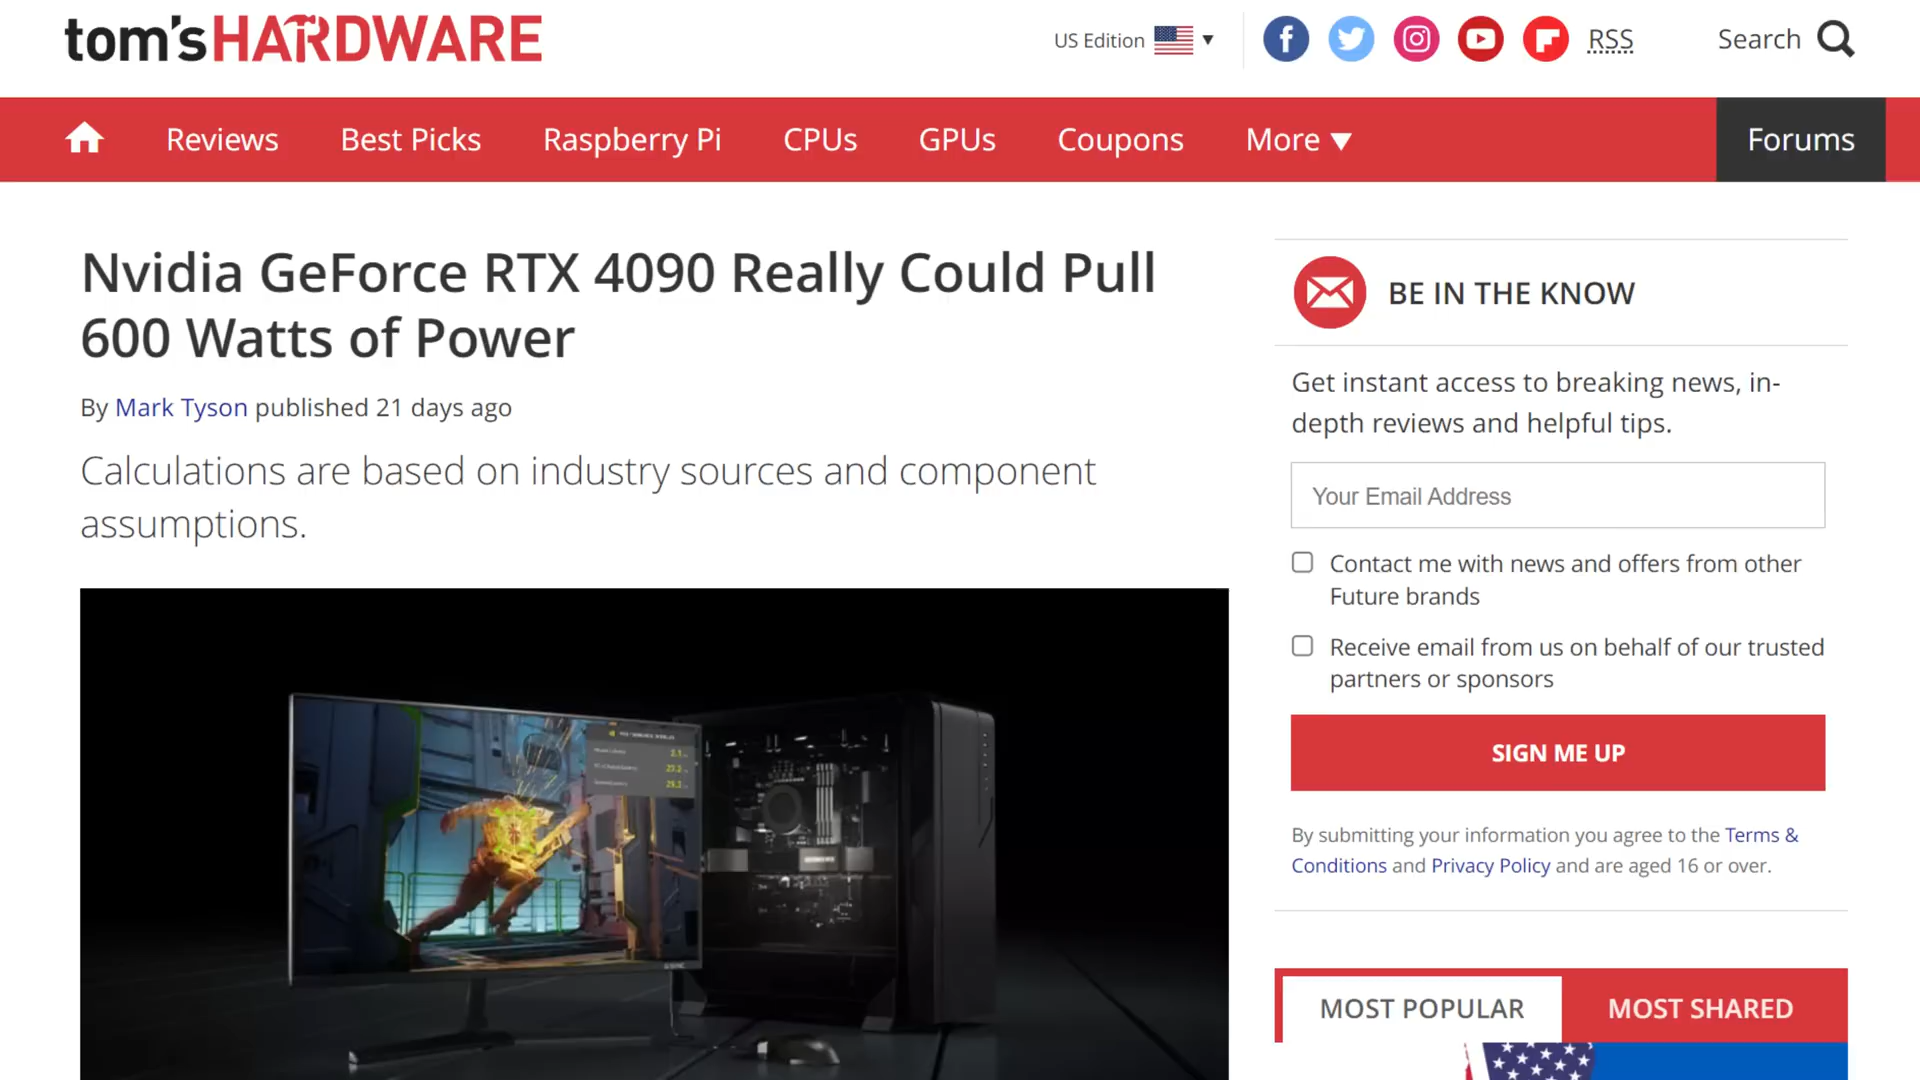 tom'sHARDWARE
US Edition
RSS
Search
Reviews
Best Picks
Raspberry Pi
CPUs
GPUs
Coupons
More
Forums
Nvidia GeForce RTX 4090 Really Could Pull
600 Watts of Power
By Mark Tyson published 21 days ago
Calculations are based on industry sources and component
assumptions.
BE IN THE KNOW
Get instant access to breaking news, in-
depth reviews and helpful tips.
Your Email Address
Contact me with news and offers from other
Future brands
Receive email from us on behalf of our trusted
partners or sponsors
SIGN ME UP
By submitting your information you agree to the Terms &
Conditions and Privacy Policy and are aged 16 or over.
MOST POPULAR
MOST SHARED